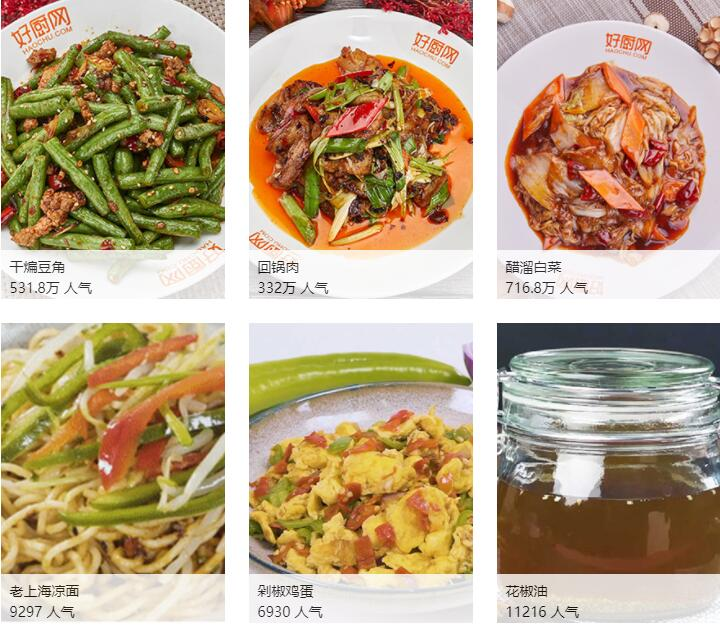 好厨网
HAOCHU.COM
好厨网
HAOCHU.COM
好厨网
HAOCHU.COM
干煸豆角
531.8万 人气
回锅肉
332万 人气
醋溜白菜
716.8万 人气
老上海凉面
9297 人气
剁椒鸡蛋
6930 人气
花椒油
11216 人气